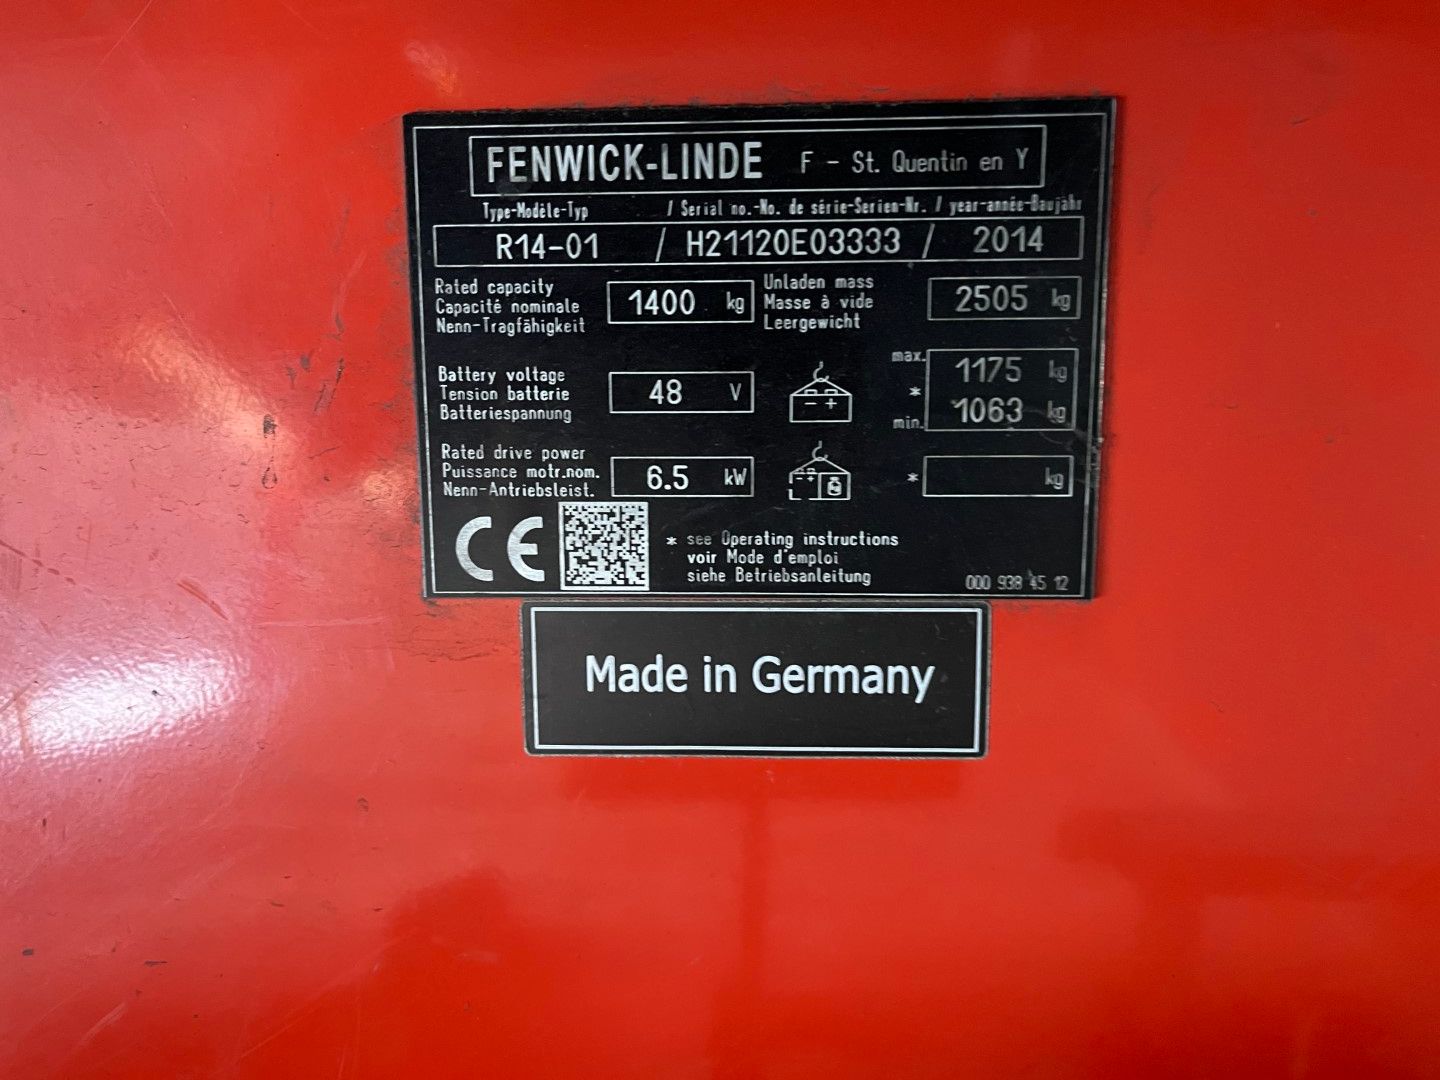 FENWICK-LINDE F - St. Quentin en Y
Type-Modèle-Typ / Serial no.-No. de série-Serien-Nr. / year-année-Baujahr
R14-01 / H21120E03333 / 2014
Rated capacity
Capacité nominale
Nenn-Tragfähigkeit
1400 kg
Unladen mass
Masse à vide
Leergewicht
2505 kg
Battery voltage
Tension batterie
Batteriespannung
48 V
- +
max. 1175 kg
*
min. 1063 kg
Rated drive power
Puissance motr.nom.
Nenn-Antriebsleist.
6.5 kW
* kg
CE
* see Operating instructions
voir Mode d'emploi
siehe Betriebsanleitung
000 938 45 12
Made in Germany